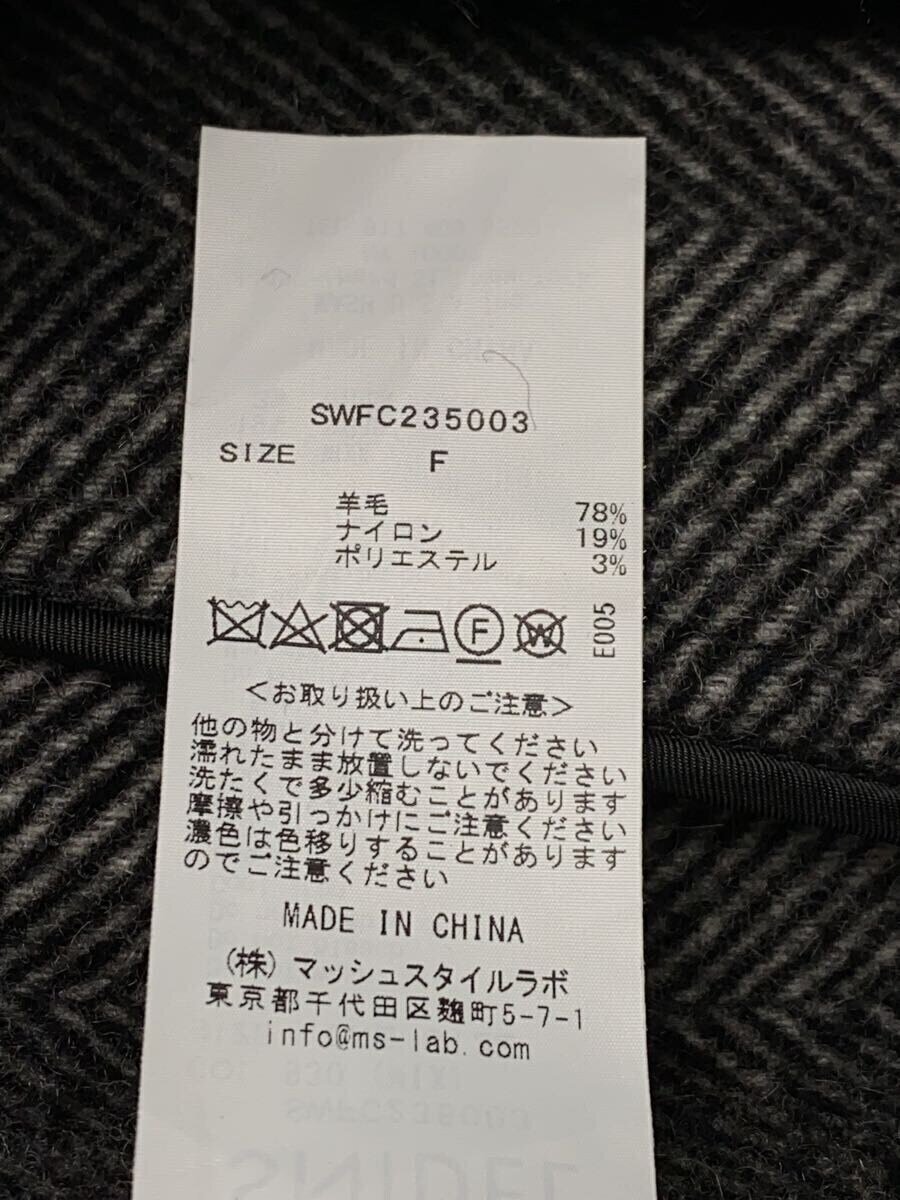 SWFC235003
SIZE F
羊毛 78%
ナイロン 19%
ポリエステル 3%
F
W
E005
<お取り扱い上のご注意>
他の物と分けて洗ってください
濡れたまま放置しないでください
洗たくで多少縮むことがあります
摩擦や引っかけにご注意ください
濃色は色移りすることがあります
のでご注意ください
MADE IN CHINA
(株)マッシュスタイルラボ
東京都千代田区麹町5-7-1
info@ms-lab.com